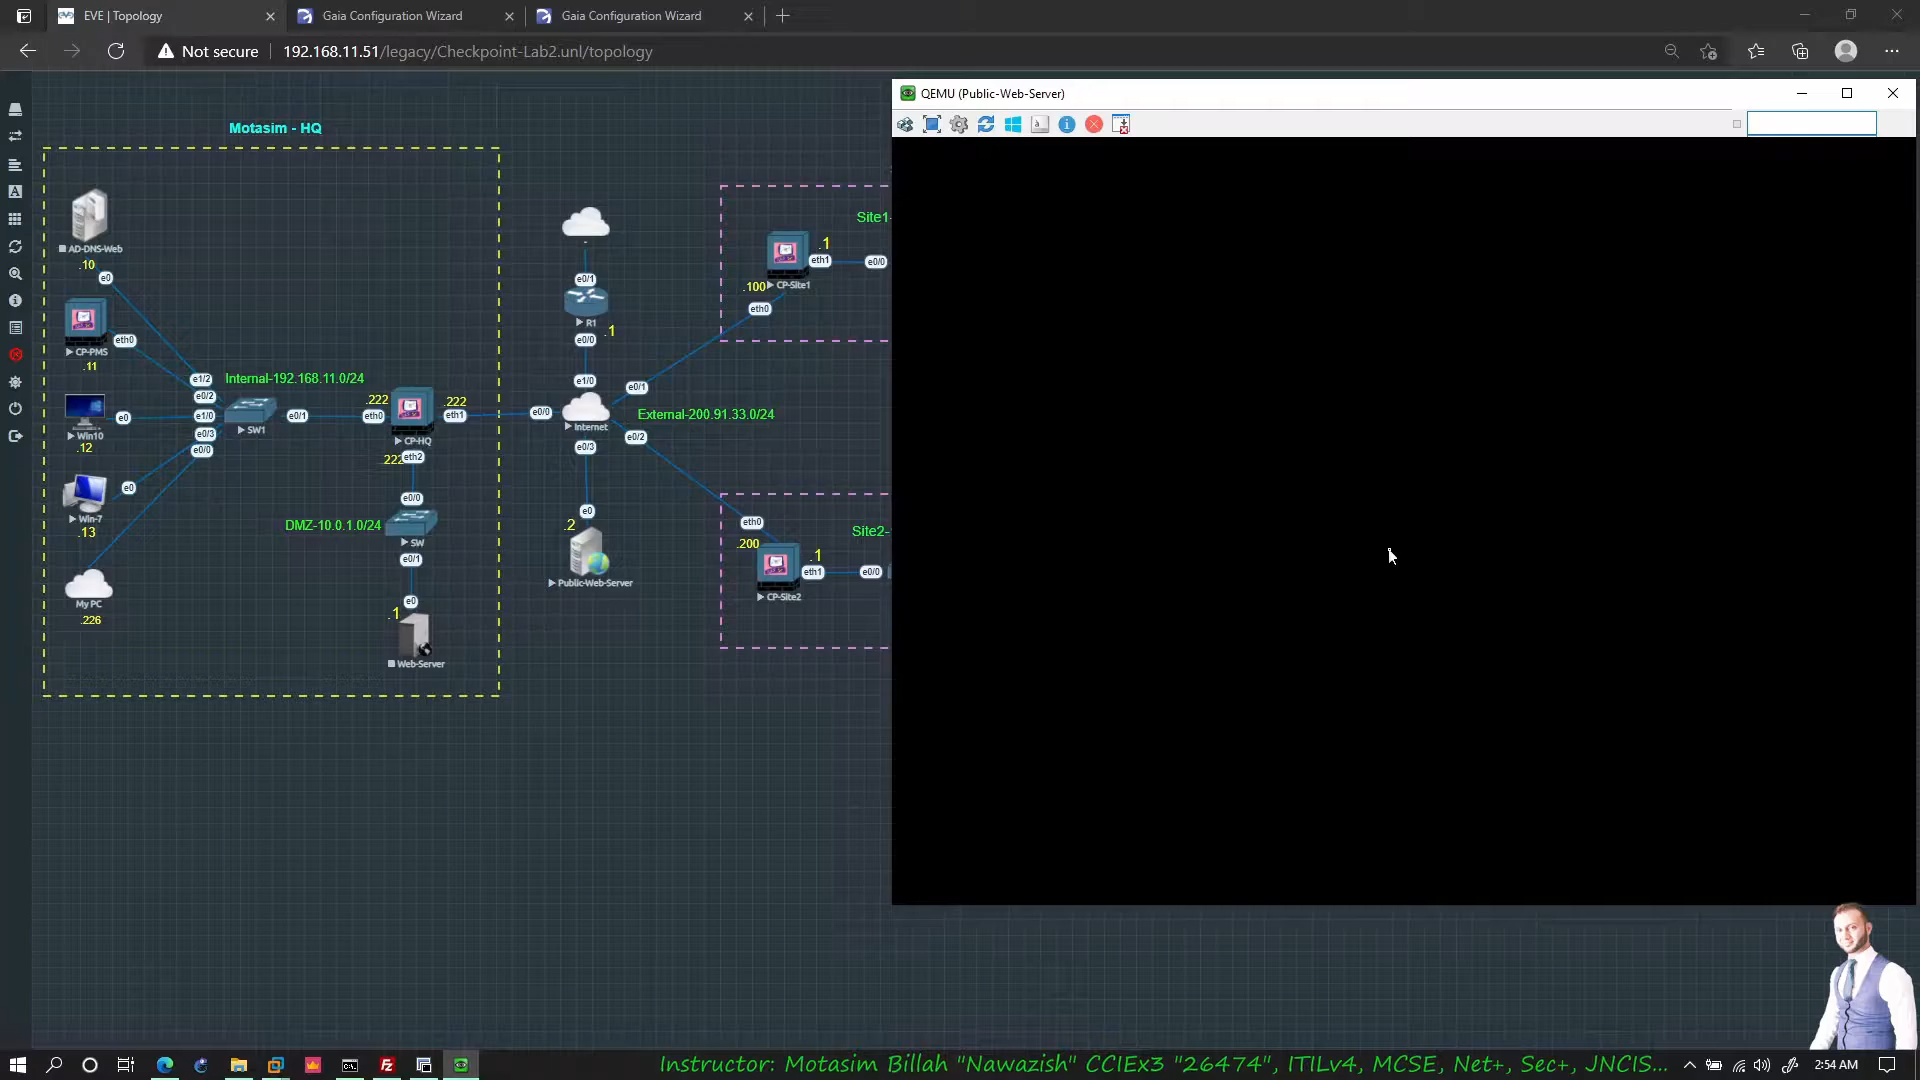 EVE | Topology
Gaia Configuration Wizard
Gaia Configuration Wizard
Not secure
192.168.11.51/legacy/Checkpoint-Lab2.unl/topology
QEMU (Public-Web-Server)
Motasim - HQ
AD-DNS-Web
.10
e0
CP-PMS
.11
eth0
Win10
.12
e0
Win-7
.13
e0
My PC
.226
e1/2
e0/2
e1/0
e0/3
e0/0
Internal-192.168.11.0/24
SW1
e0/1
.222
eth0
CP-HQ
.222
eth1
.222
eth2
e0/0
DMZ-10.0.1.0/24
SW
e0/1
e0
.1
Web-Server
-
e0/1
R1
.1
e0/0
e1/0
e0/0
Internet
e0/1
External-200.91.33.0/24
e0/2
e0/3
e0
.2
Public-Web-Server
Site1-
.1
eth1
e0/0
CP-Site1
.100
eth0
Site2-
eth0
.200
.1
eth1
e0/0
CP-Site2
Instructor: Motasim Billah "Nawazish" CCIEx3 "26474", ITILv4, MCSE, Net+, Sec+, JNCIS...
2:54 AM